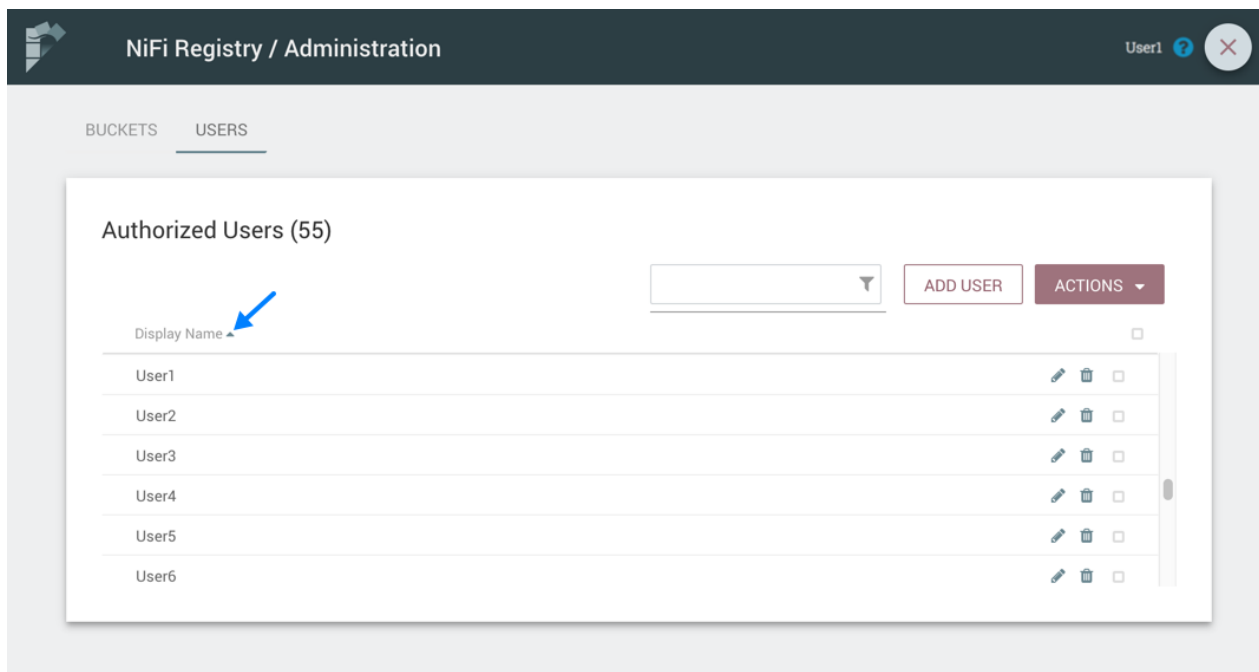 NiFi Registry / Administration
User1
BUCKETS USERS
Authorized Users (55)
ADD USER ACTIONS
Display Name
User1
User2
User3
User4
User5
User6